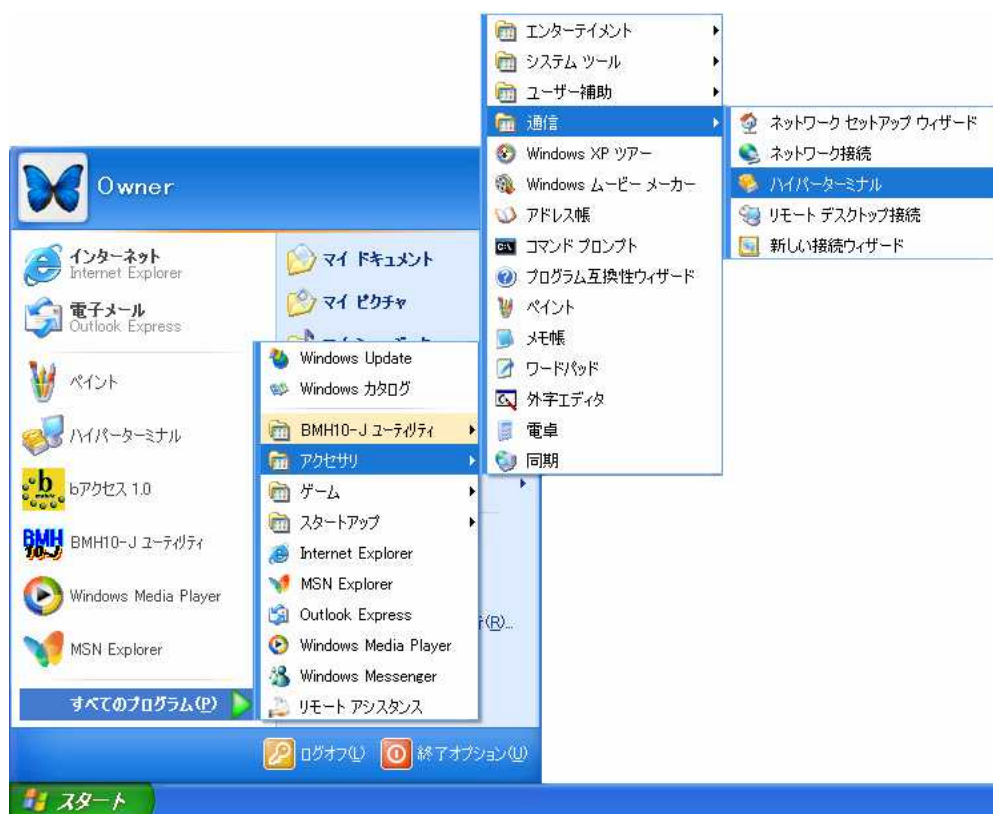 Owner
インターネット
Internet Explorer
電子メール
Outlook Express
ペイント
ハイパーターミナル
bアクセス 1.0
BMH10-J ユーティリティ
Windows Media Player
MSN Explorer
すべてのプログラム(P)
マイ ドキュメント
マイ ピクチャ
Windows Update
Windows カタログ
BMH10-J ユーティリティ
アクセサリ
ゲーム
スタートアップ
Internet Explorer
MSN Explorer
Outlook Express
Windows Media Player
Windows Messenger
リモート アシスタンス
(R)...
エンターテイメント
システム ツール
ユーザー補助
通信
Windows XP ツアー
Windows ムービー メーカー
アドレス帳
コマンド プロンプト
プログラム互換性ウィザード
ペイント
メモ帳
ワードパッド
外字エディタ
電卓
同期
ネットワーク セットアップ ウィザード
ネットワーク接続
ハイパーターミナル
リモート デスクトップ接続
新しい接続ウィザード
ログオフ(L)
終了オプション(U)
スタート